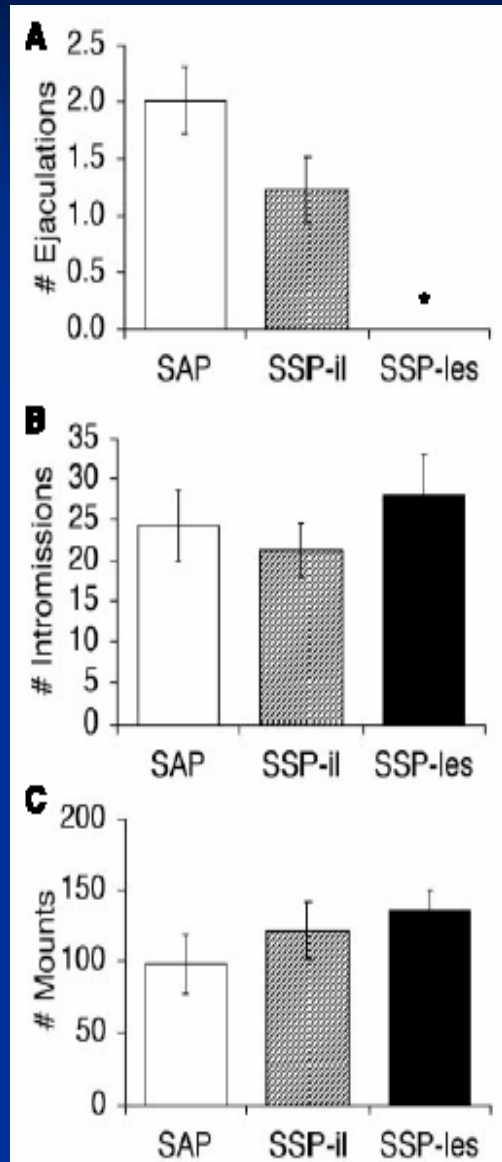 A
# Ejaculations
2.5
2.0
1.5
1.0
0.5
0.0
*
SAP SSP-il SSP-les
B
# Intromissions
35
30
25
20
15
10
5
0
SAP SSP-il SSP-les
C
# Mounts
200
150
100
50
0
SAP SSP-il SSP-les